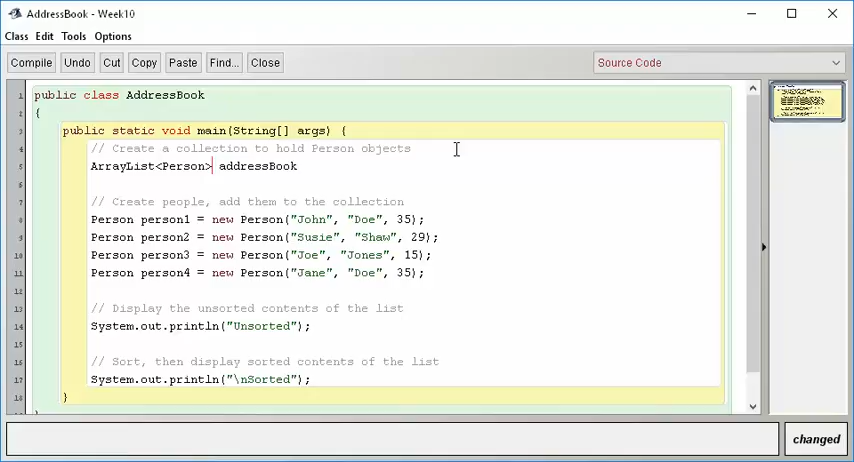 AddressBook - Week10
Class Edit Tools Options
Compile Undo Cut Copy Paste Find... Close Source Code
1 public class AddressBook
2 {
3 public static void main(String[] args) {
4 // Create a collection to hold Person objects
5 ArrayList<Person> addressBook
6
7 // Create people, add them to the collection
8 Person person1 = new Person("John", "Doe", 35);
9 Person person2 = new Person("Susie", "Shaw", 29);
10 Person person3 = new Person("Joe", "Jones", 15);
11 Person person4 = new Person("Jane", "Doe", 35);
12
13 // Display the unsorted contents of the list
14 System.out.println("Unsorted");
15
16 // Sort, then display sorted contents of the list
17 System.out.println("\nSorted");
18 }
changed